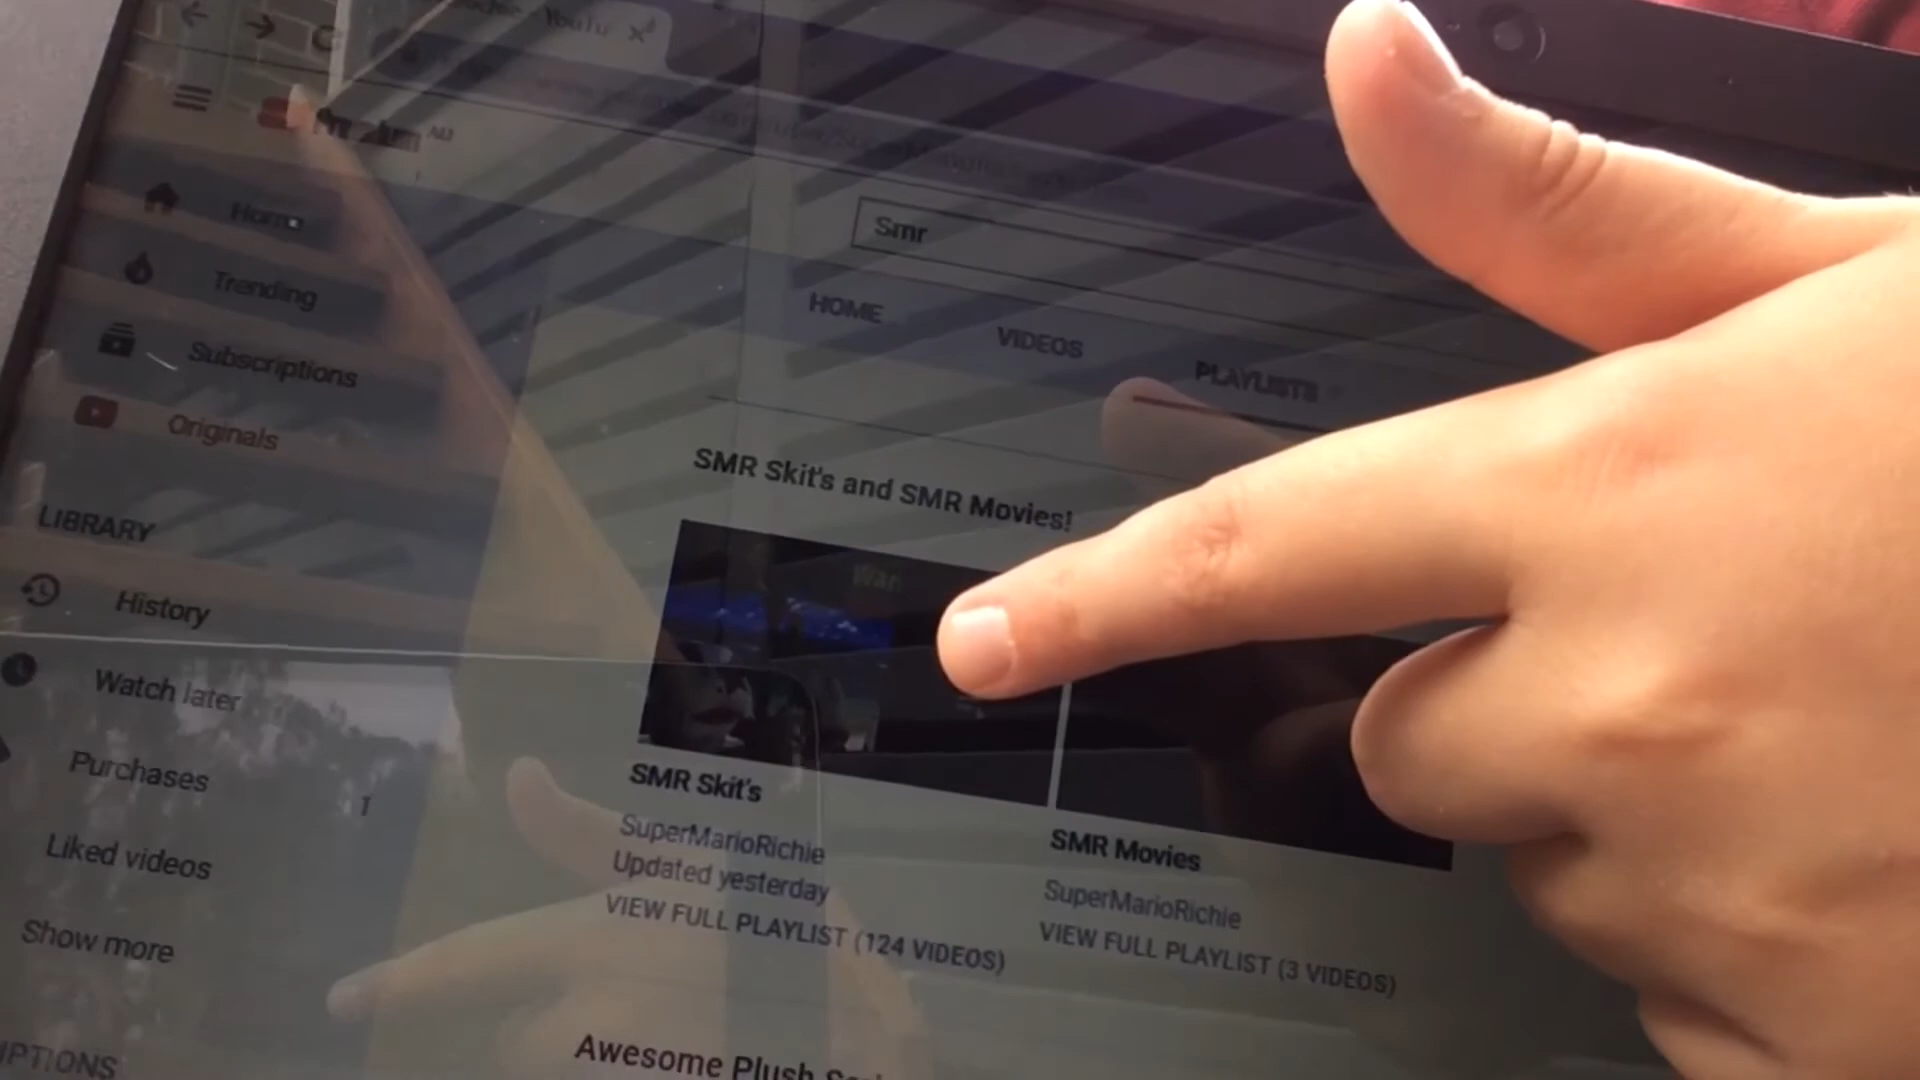 AU
Smr
Home
Trending
Subscriptions
Originals
LIBRARY
History
Watch later
Purchases
1
Liked videos
Show more
HOME
VIDEOS
PLAYLISTS
SMR Skit's and SMR Movies!
SMR Skit's
SuperMarioRichie
Updated yesterday
VIEW FULL PLAYLIST (124 VIDEOS)
SMR Movies
SuperMarioRichie
VIEW FULL PLAYLIST (3 VIDEOS)
Awesome Plush